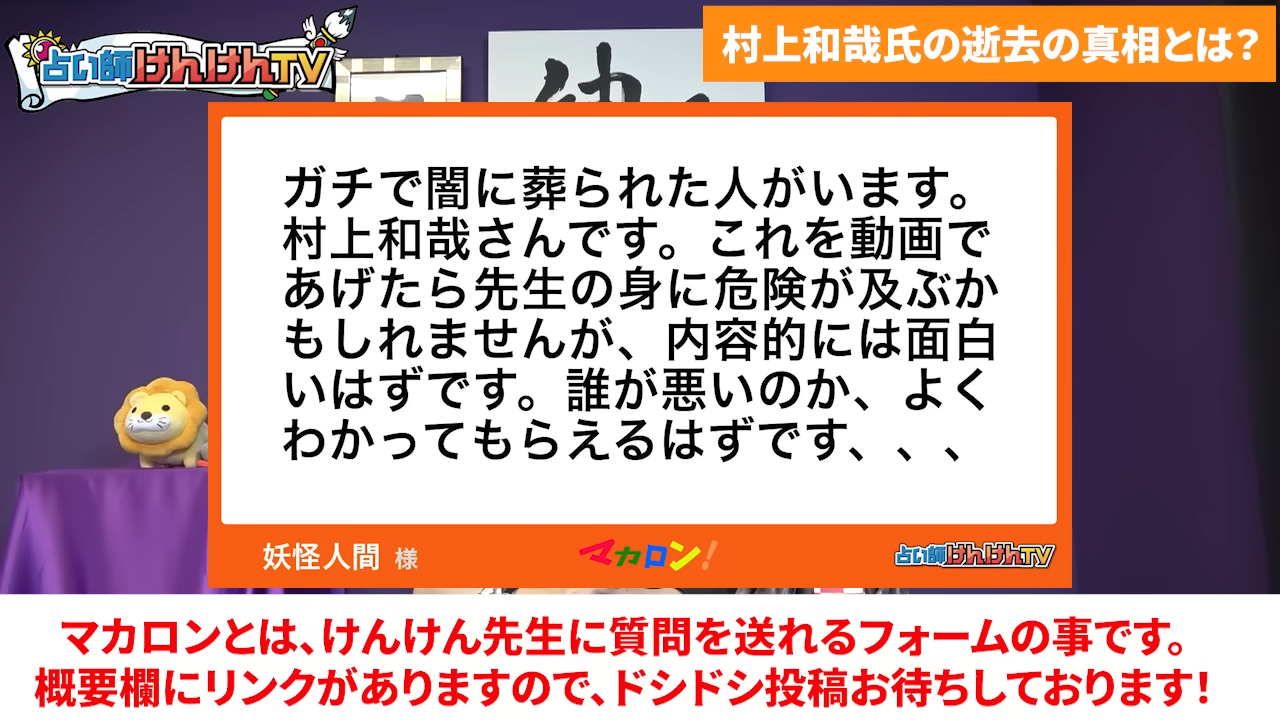 占い師けんけんTV
村上和哉氏の逝去の真相とは?
ガチで闇に葬られた人がいます。
村上和哉さんです。これを動画で
あげたら先生の身に危険が及ぶか
もしれませんが、内容的には面白
いはずです。誰が悪いのか、よく
わかってもらえるはずです、、、
妖怪人間 様
マカロン!
占い師けんけんTV
マカロンとは、けんけん先生に質問を送れるフォームの事です。
概要欄にリンクがありますので、ドシドシ投稿お待ちしております!